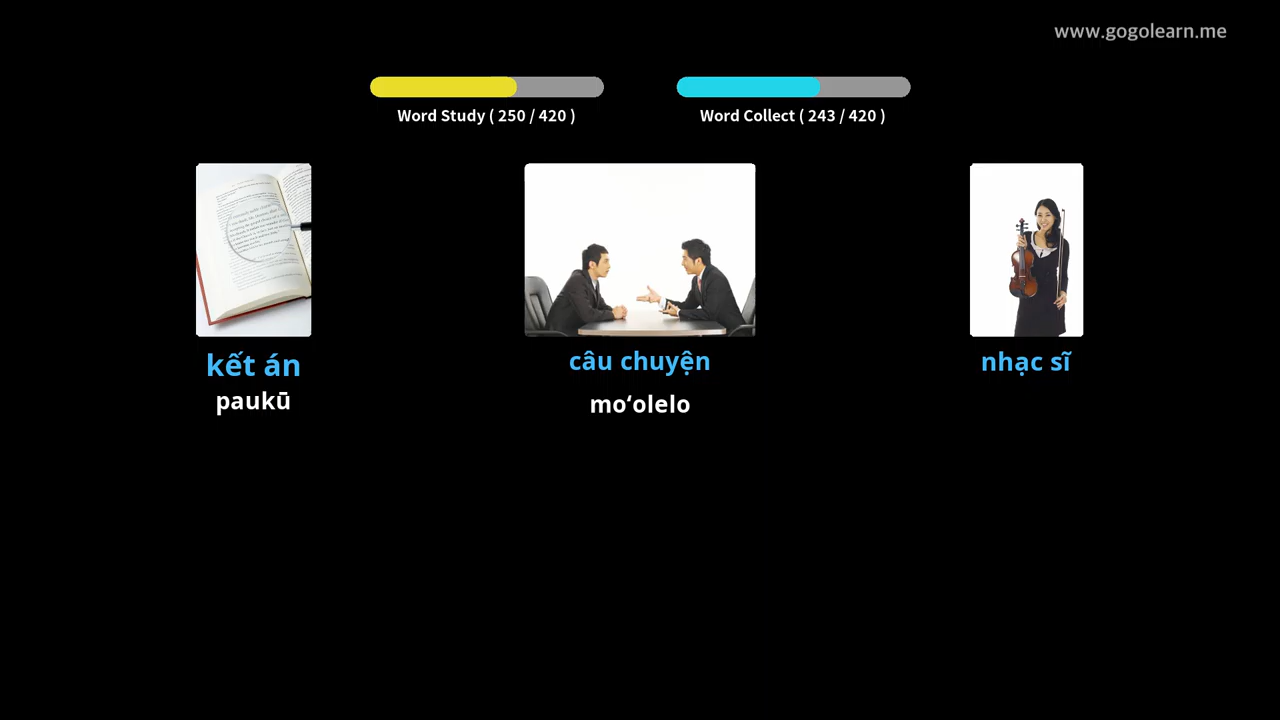 www.gogolearn.me
Word Study ( 250 / 420 )
Word Collect ( 243 / 420 )
kết án
paukū
câu chuyện
moʻolelo
nhạc sĩ